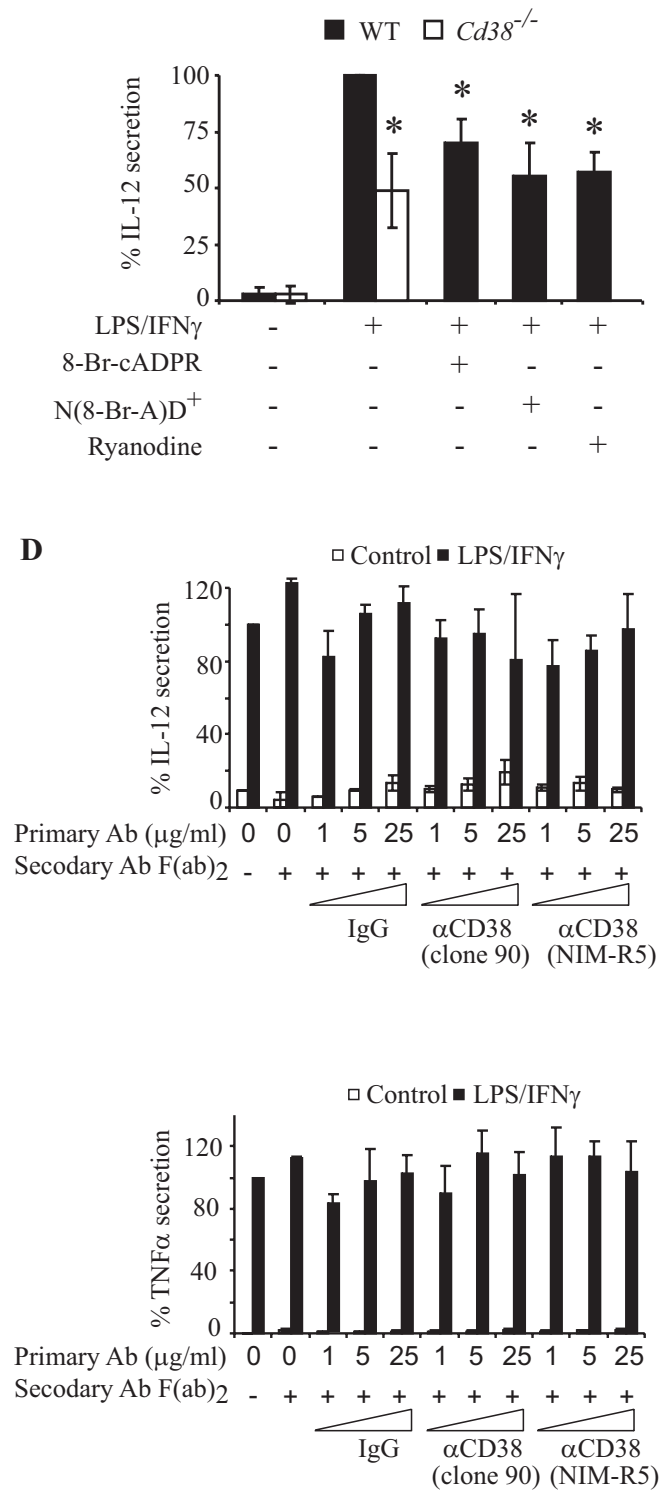 WT Cd38-/-
% IL-12 secretion
100
75
50
25
0
* * * *
LPS/IFNγ - + + + +
8-Br-cADPR - - + - -
N(8-Br-A)D+ - - - + -
Ryanodine - - - - +
D
Control LPS/IFNγ
% IL-12 secretion
120
80
40
0
Primary Ab (μg/ml) 0 0 1 5 25 1 5 25 1 5 25
Secodary Ab F(ab)2 - + + + + + + + + + +
IgG αCD38 αCD38
(clone 90) (NIM-R5)
Control LPS/IFNγ
% TNFα secretion
120
80
40
0
Primary Ab (μg/ml) 0 0 1 5 25 1 5 25 1 5 25
Secodary Ab F(ab)2 - + + + + + + + + + +
IgG αCD38 αCD38
(clone 90) (NIM-R5)